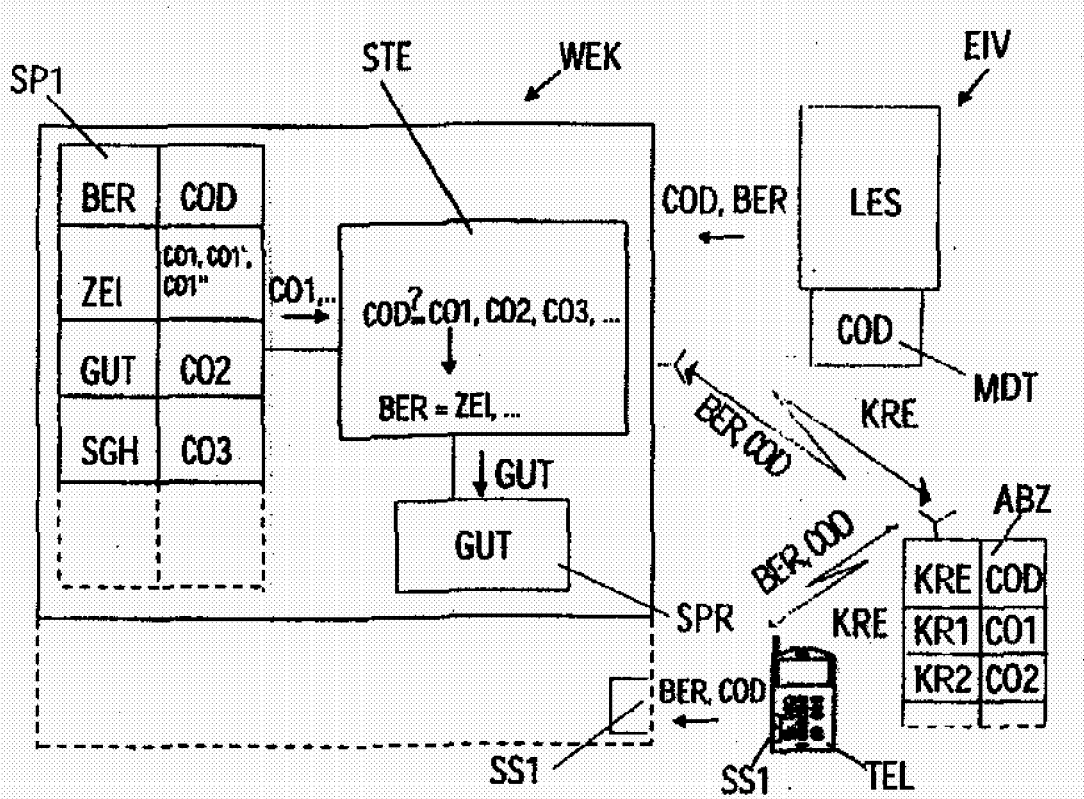 STE
WEK
EIV
SP1
BER COD
COD, BER
LES
ZEI
CO1, CO1',
CO1"
CO1,..
COD ?= CO1, CO2, CO3, ...
COD
GUT CO2
MDT
BER = ZEI, ...
BER, COD
KRE
SGH CO3
GUT
ABZ
GUT
BER, COD
KRE COD
SPR
KRE
KR1 CO1
KR2 CO2
BER, COD
SS1
SS1
TEL